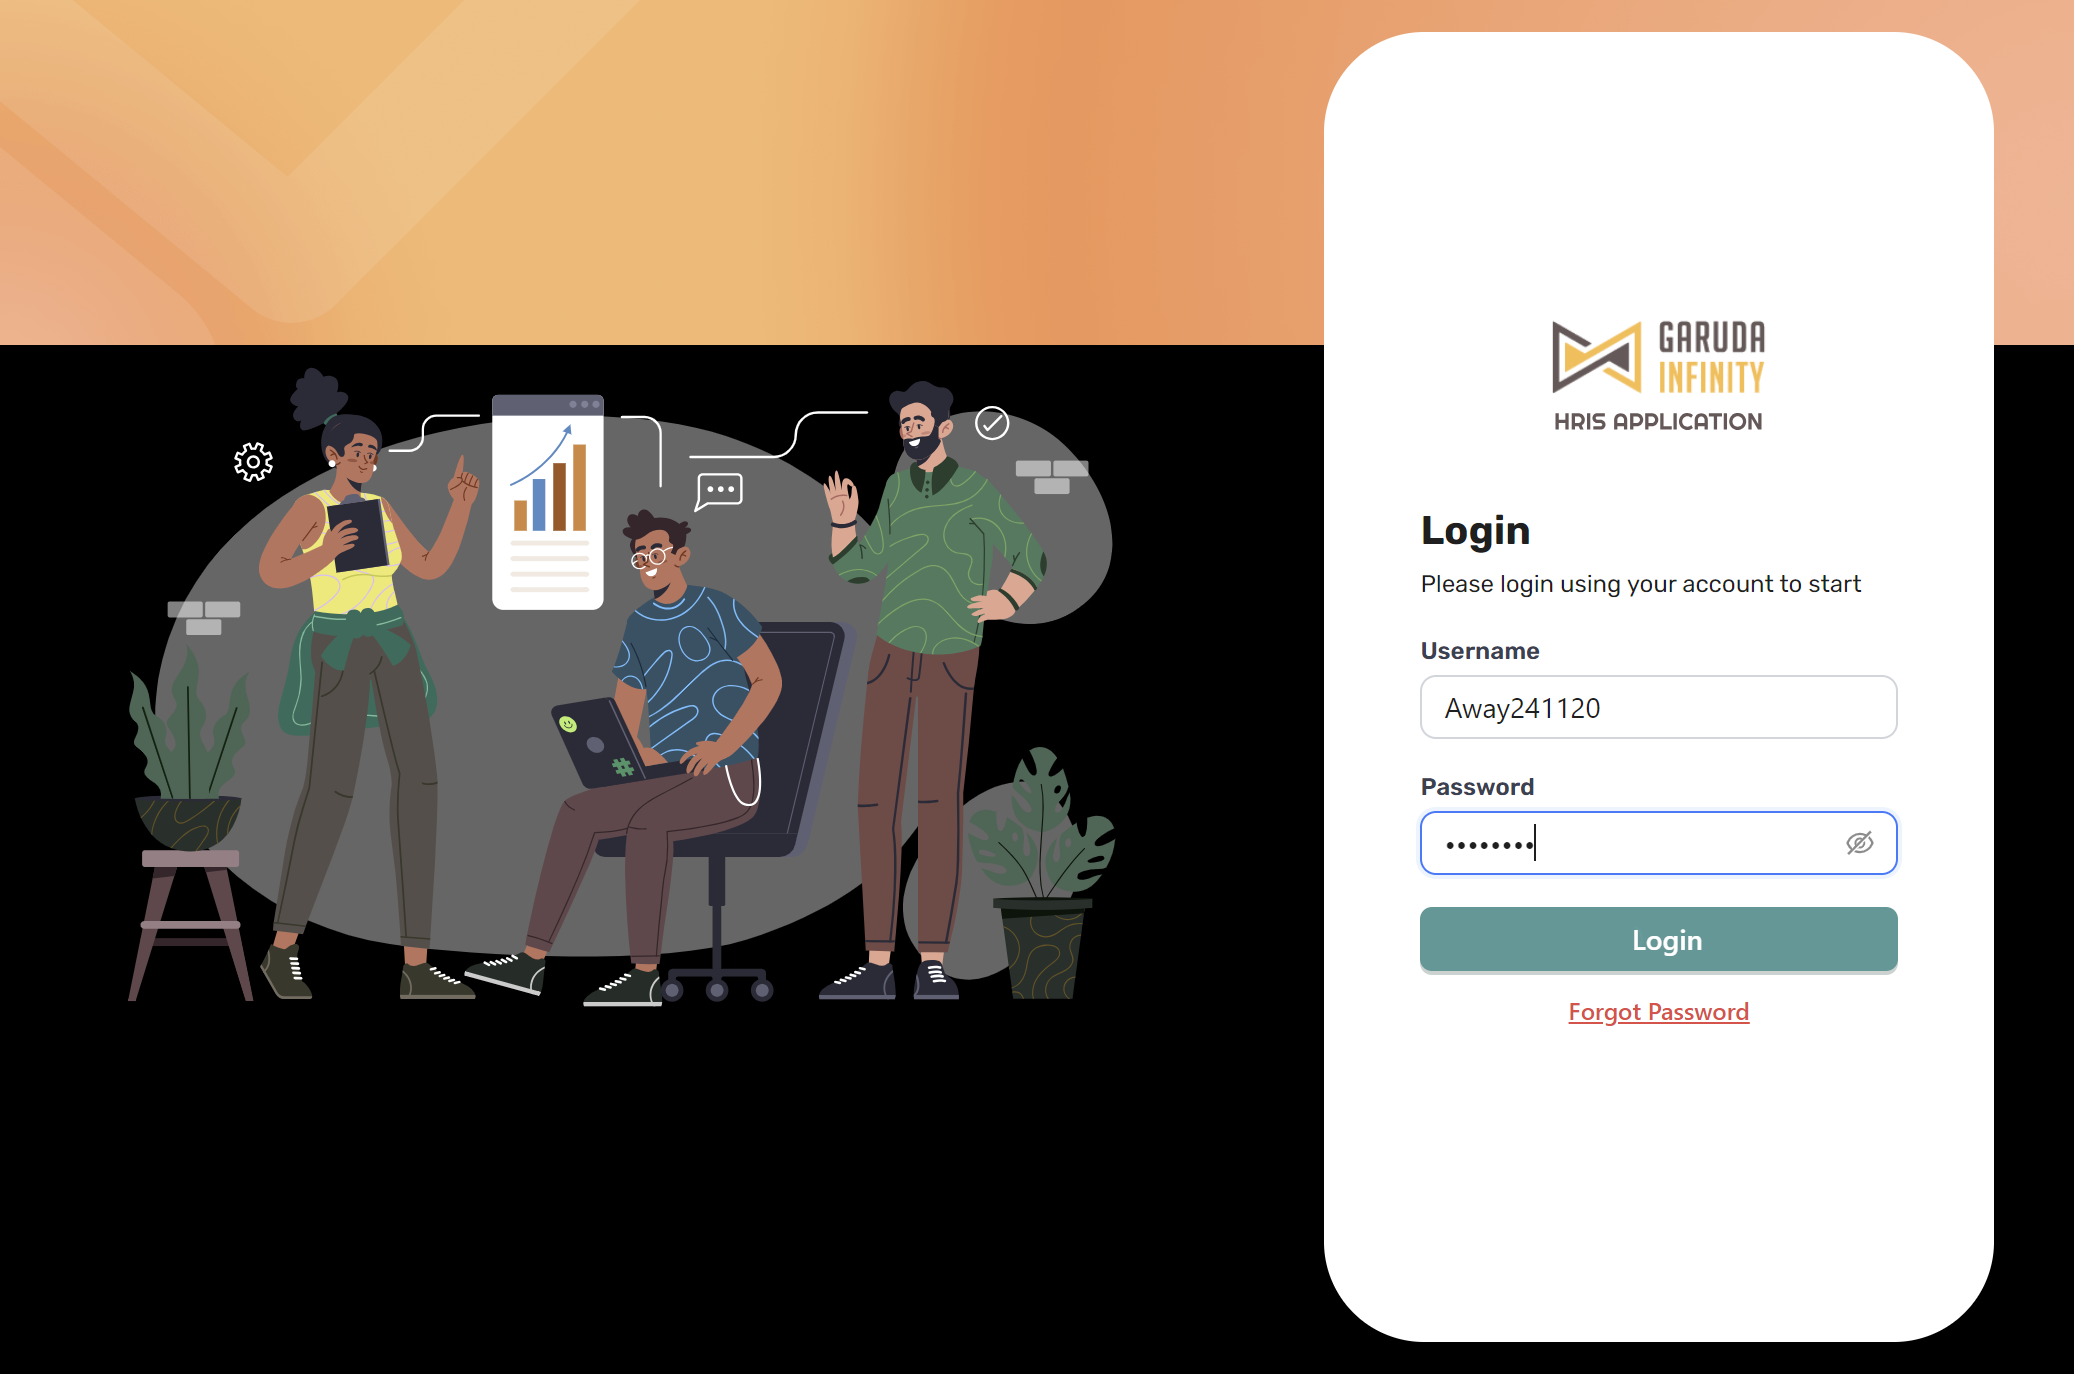 GARUDA
INFINITY
HRIS APPLICATION
Login
Please login using your account to start
Username
Away241120
Password
••••••••
Login
Forgot Password